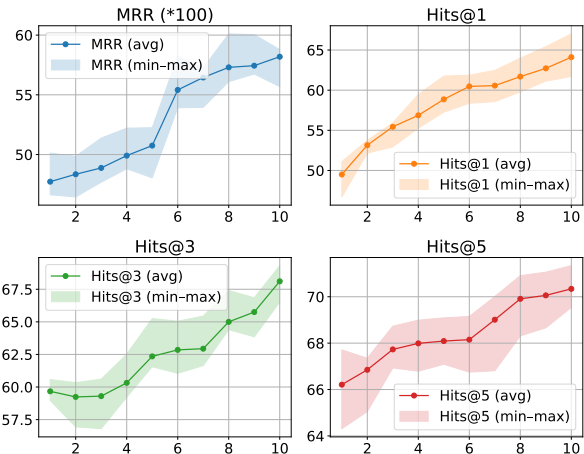 MRR (*100)
60
55
50
MRR (avg)
MRR (min–max)
2 4 6 8 10
Hits@1
65
60
55
50
Hits@1 (avg)
Hits@1 (min–max)
2 4 6 8 10
Hits@3
67.5
65.0
62.5
60.0
57.5
Hits@3 (avg)
Hits@3 (min–max)
2 4 6 8 10
Hits@5
70
68
66
64
Hits@5 (avg)
Hits@5 (min–max)
2 4 6 8 10